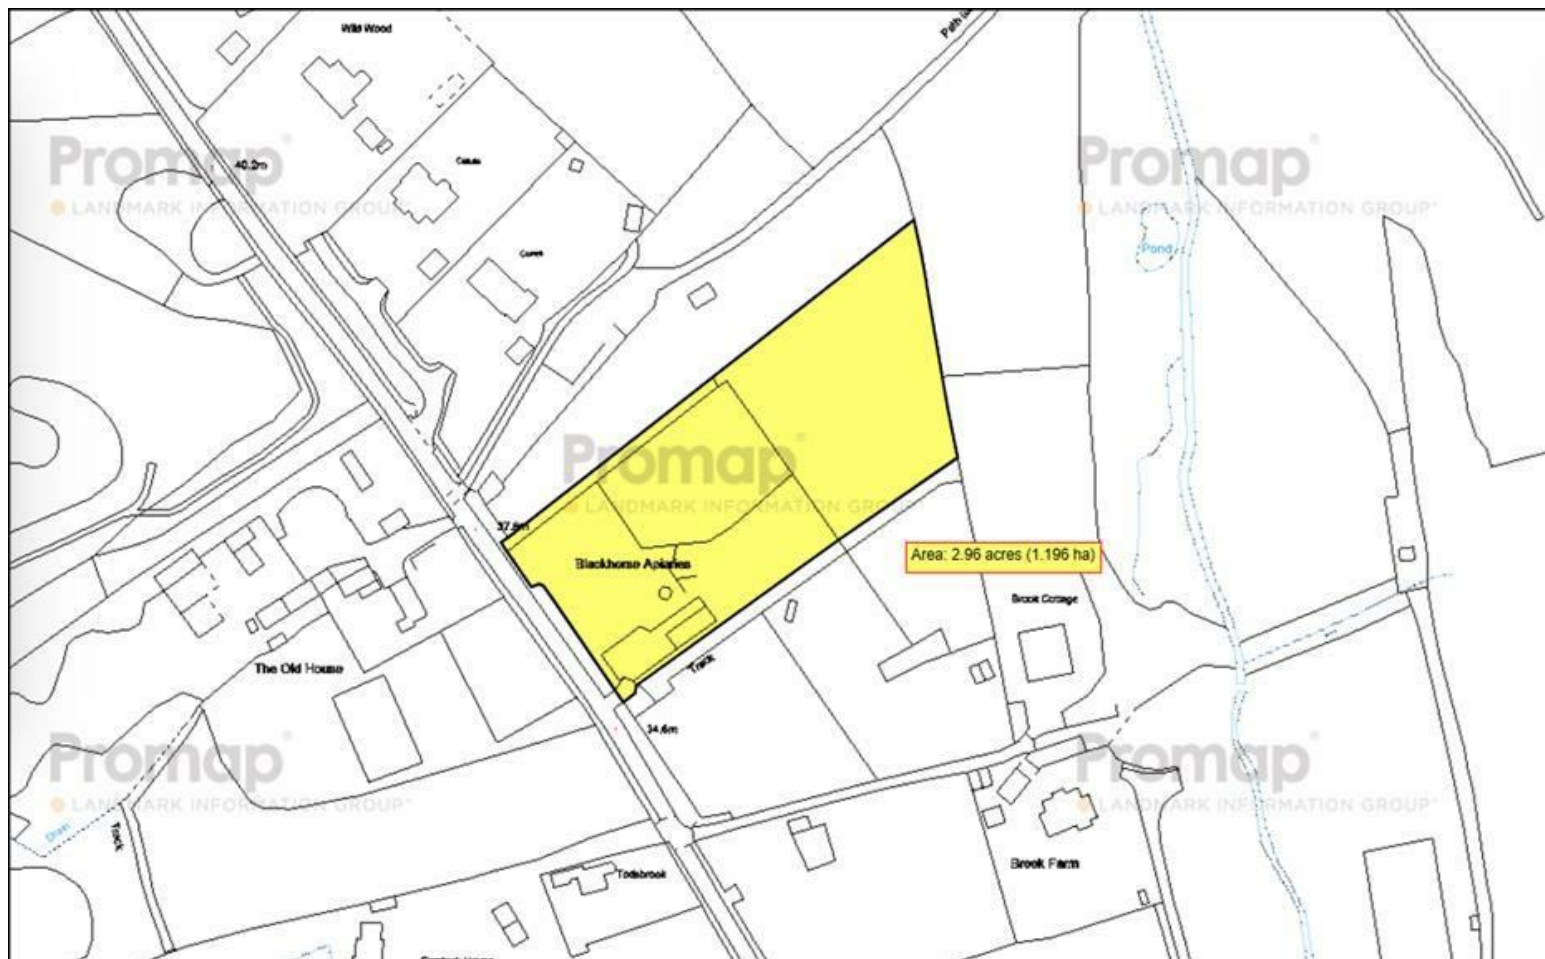 Wild Wood
Path (um
Promap
LANDMARK INFORMATION GROUP
40.2m
Promap
LANDMARK INFORMATION GROUP
Pond
Promap
LANDMARK INFORMATION GROUP
Blackhorse Apiaries
Area: 2.96 acres (1.196 ha)
Brook Cottage
The Old House
Track
34.6m
Promap
LANDMARK INFORMATION GROUP
Drain
Track
Promap
LANDMARK INFORMATION GROUP
Brook Farm
Todsbrook